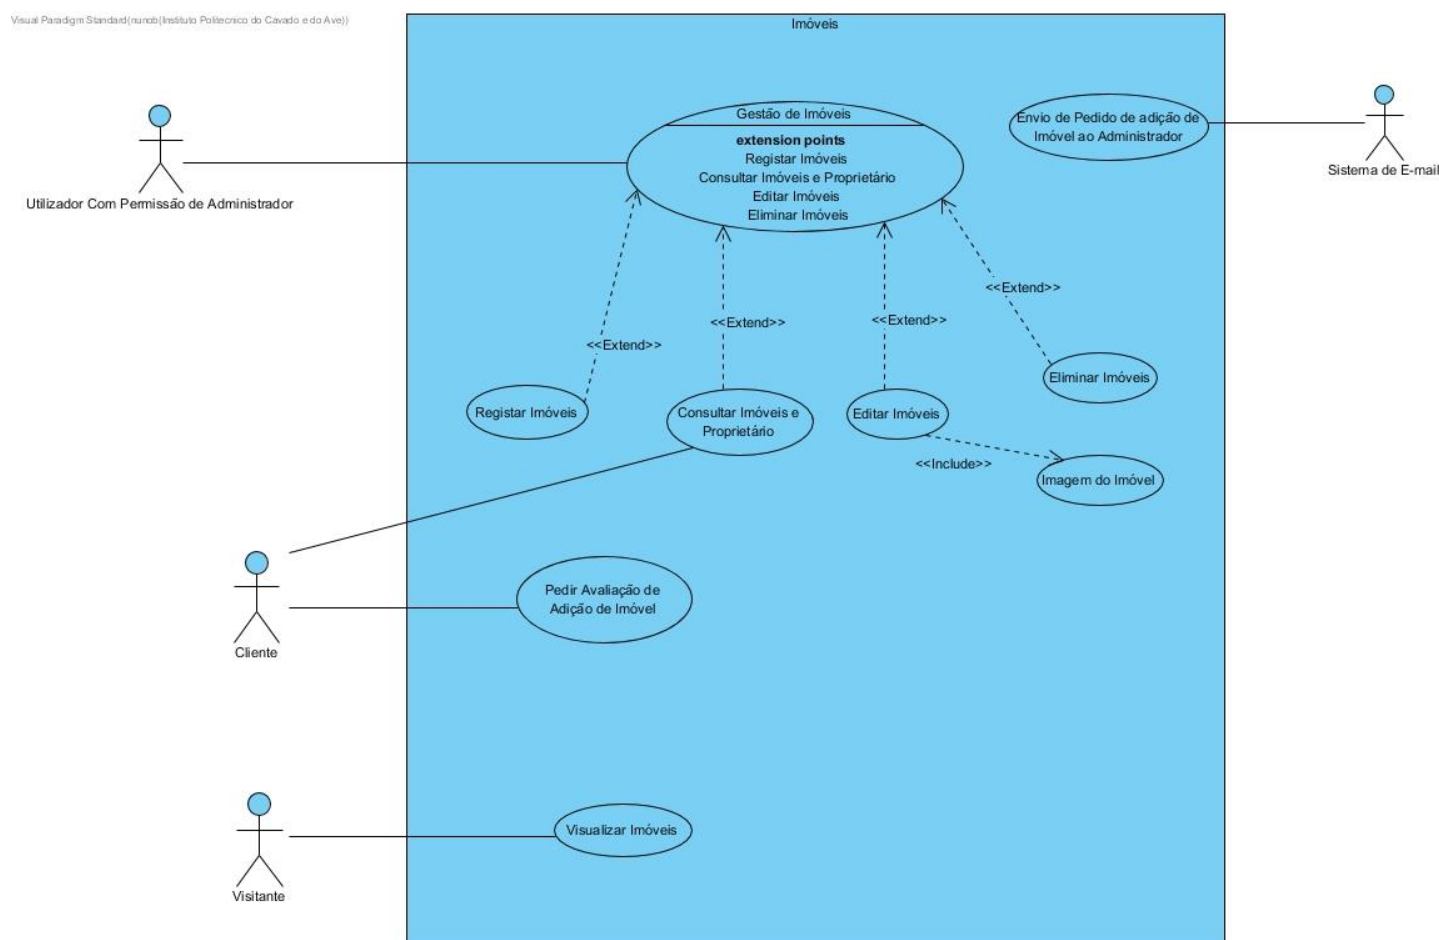 Visual Paradigm Standard(nunob(Instituto Politecnico do Cavado e do Ave))
Imóveis
Gestão de Imóveis
extension points
Registar Imóveis
Consultar Imóveis e Proprietário
Editar Imóveis
Eliminar Imóveis
Envio de Pedido de adição de
Imóvel ao Administrador
Sistema de E-mail
Utilizador Com Permissão de Administrador
<<Extend>>
<<Extend>>
<<Extend>>
<<Extend>>
Registar Imóveis
Consultar Imóveis e
Proprietário
Editar Imóveis
Eliminar Imóveis
<<Include>>
Imagem do Imóvel
Pedir Avaliação de
Adição de Imóvel
Cliente
Visualizar Imóveis
Visitante